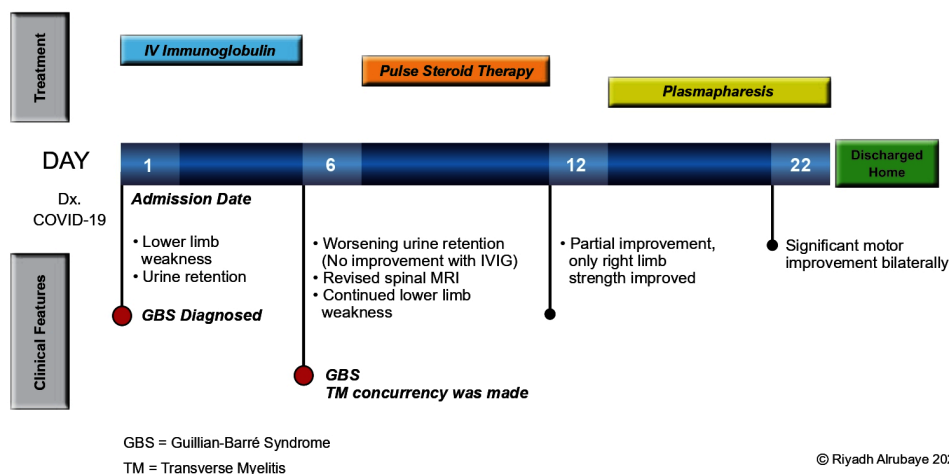 Treatment
IV Immunoglobulin
Pulse Steroid Therapy
Plasmapharesis
DAY
1
6
12
22
Discharged
Home
Dx.
COVID-19
Admission Date
• Lower limb
weakness
• Urine retention
GBS Diagnosed
• Worsening urine retention
(No improvement with IVIG)
• Revised spinal MRI
• Continued lower limb
weakness
GBS
TM concurrency was made
• Partial improvement,
only right limb
strength improved
Significant motor
improvement bilaterally
Clinical Features
GBS = Guillian-Barré Syndrome
TM = Transverse Myelitis
© Riyadh Alrubaye